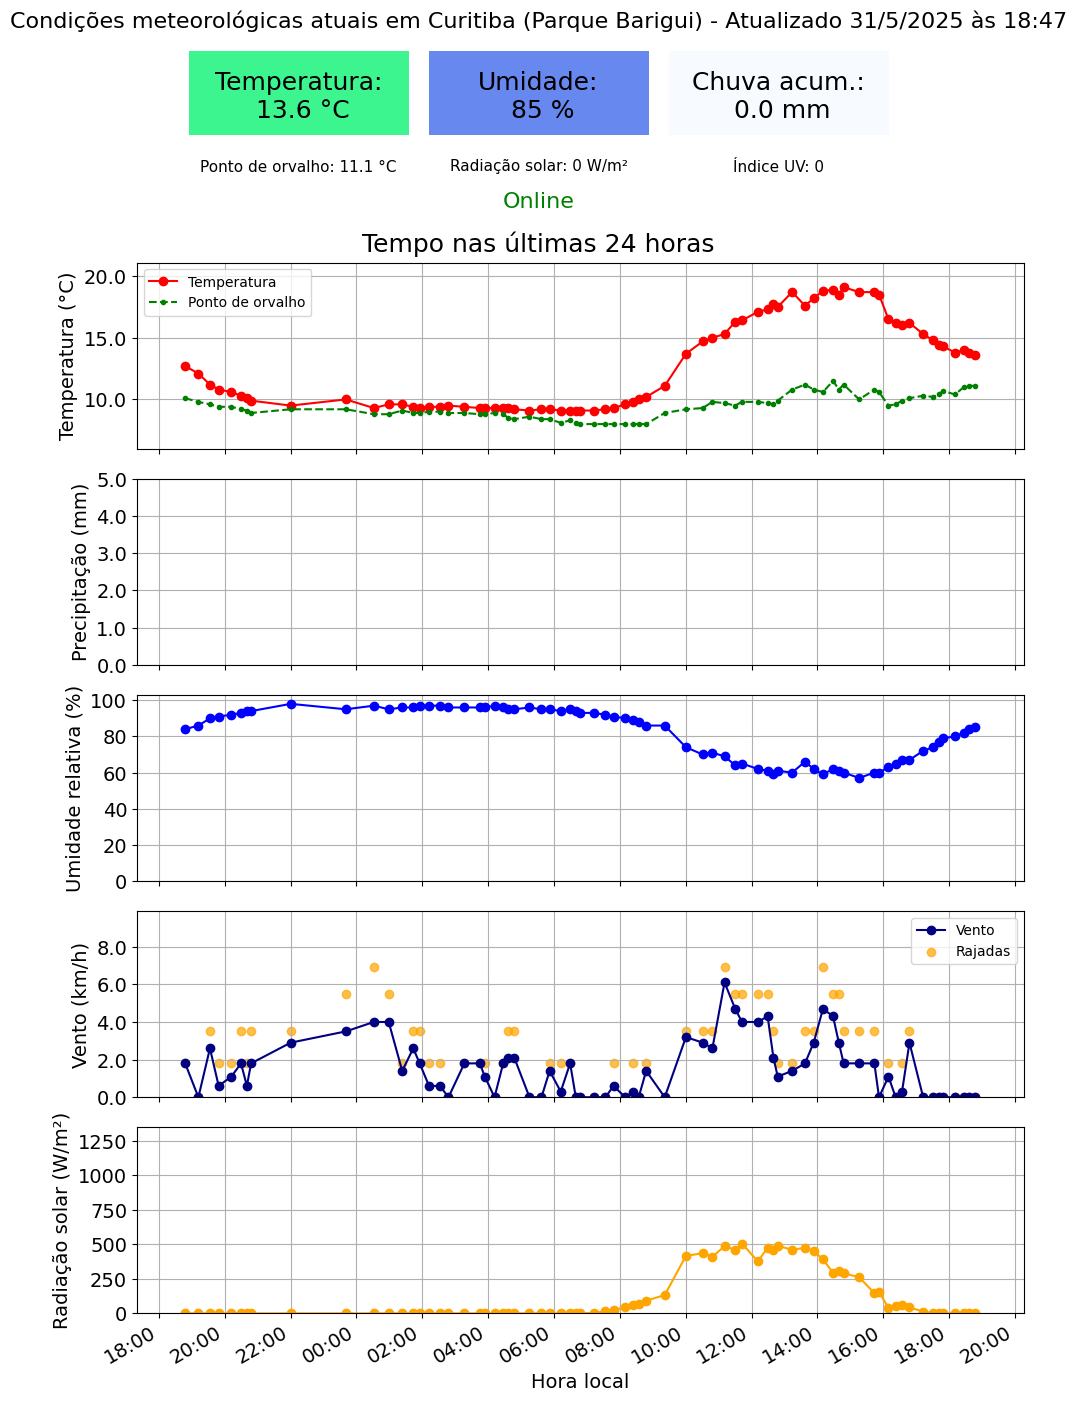 Condições meteorológicas atuais em Curitiba (Parque Barigui) - Atualizado 31/5/2025 às 18:47
Temperatura:
13.6 °C
Umidade:
85 %
Chuva acum.:
0.0 mm
Ponto de orvalho: 11.1 °C
Radiação solar: 0 W/m²
Índice UV: 0
Online
Tempo nas últimas 24 horas
Temperatura (°C)
20.0
15.0
10.0
Temperatura
Ponto de orvalho
Precipitação (mm)
5.0
4.0
3.0
2.0
1.0
0.0
Umidade relativa (%)
100
80
60
40
20
0
Vento (km/h)
8.0
6.0
4.0
2.0
0.0
Vento
Rajadas
Radiação solar (W/m²)
1250
1000
750
500
250
0
18:00 20:00 22:00 00:00 02:00 04:00 06:00 08:00 10:00 12:00 14:00 16:00 18:00 20:00
Hora local